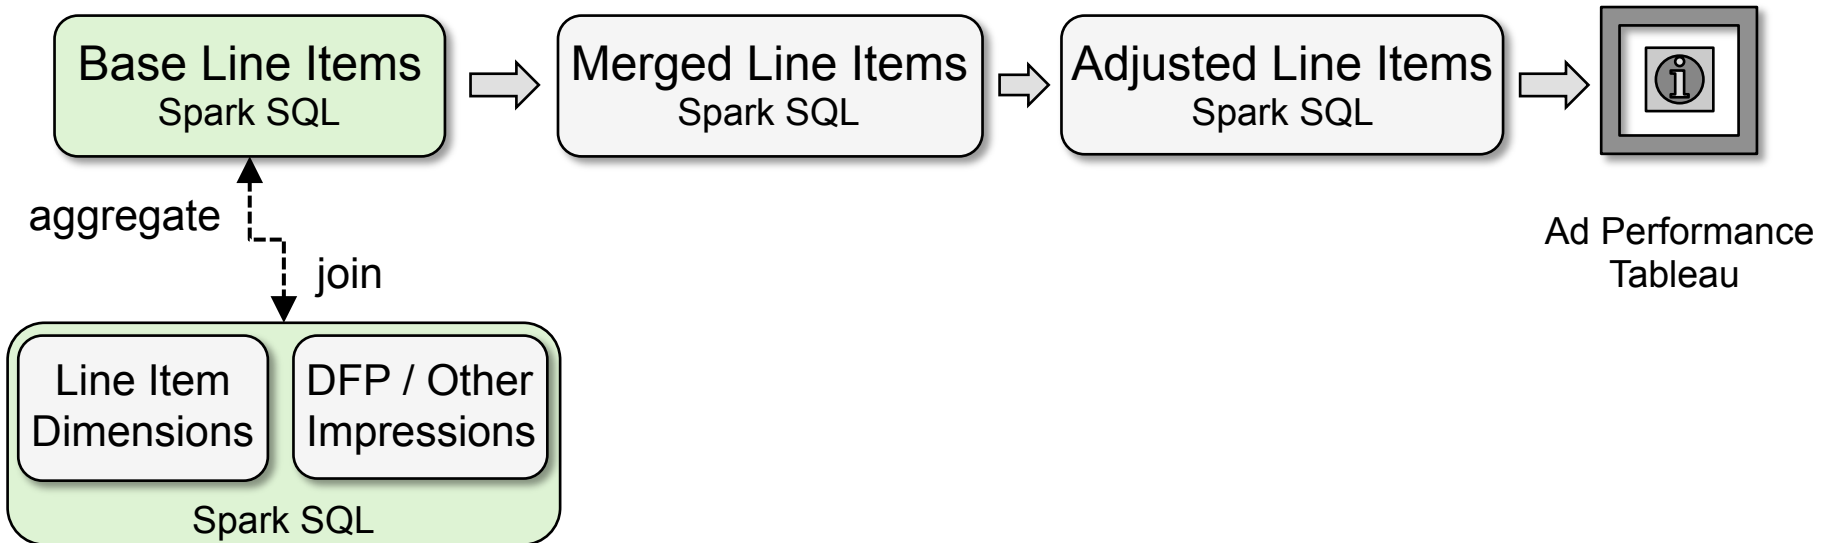 Base Line Items
Spark SQL
Merged Line Items
Spark SQL
Adjusted Line Items
Spark SQL
i
aggregate
join
Ad Performance
Tableau
Line Item
Dimensions
DFP / Other
Impressions
Spark SQL